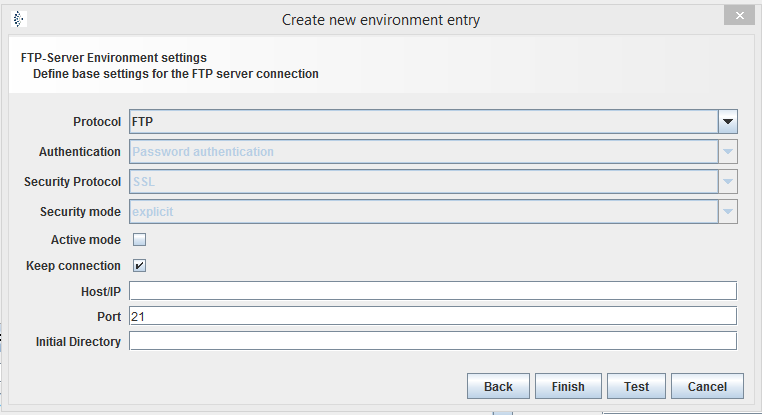 Create new environment entry
FTP-Server Environment settings
Define base settings for the FTP server connection
Protocol FTP
Authentication Password authentication
Security Protocol SSL
Security mode explicit
Active mode
Keep connection
Host/IP
Port 21
Initial Directory
Back Finish Test Cancel